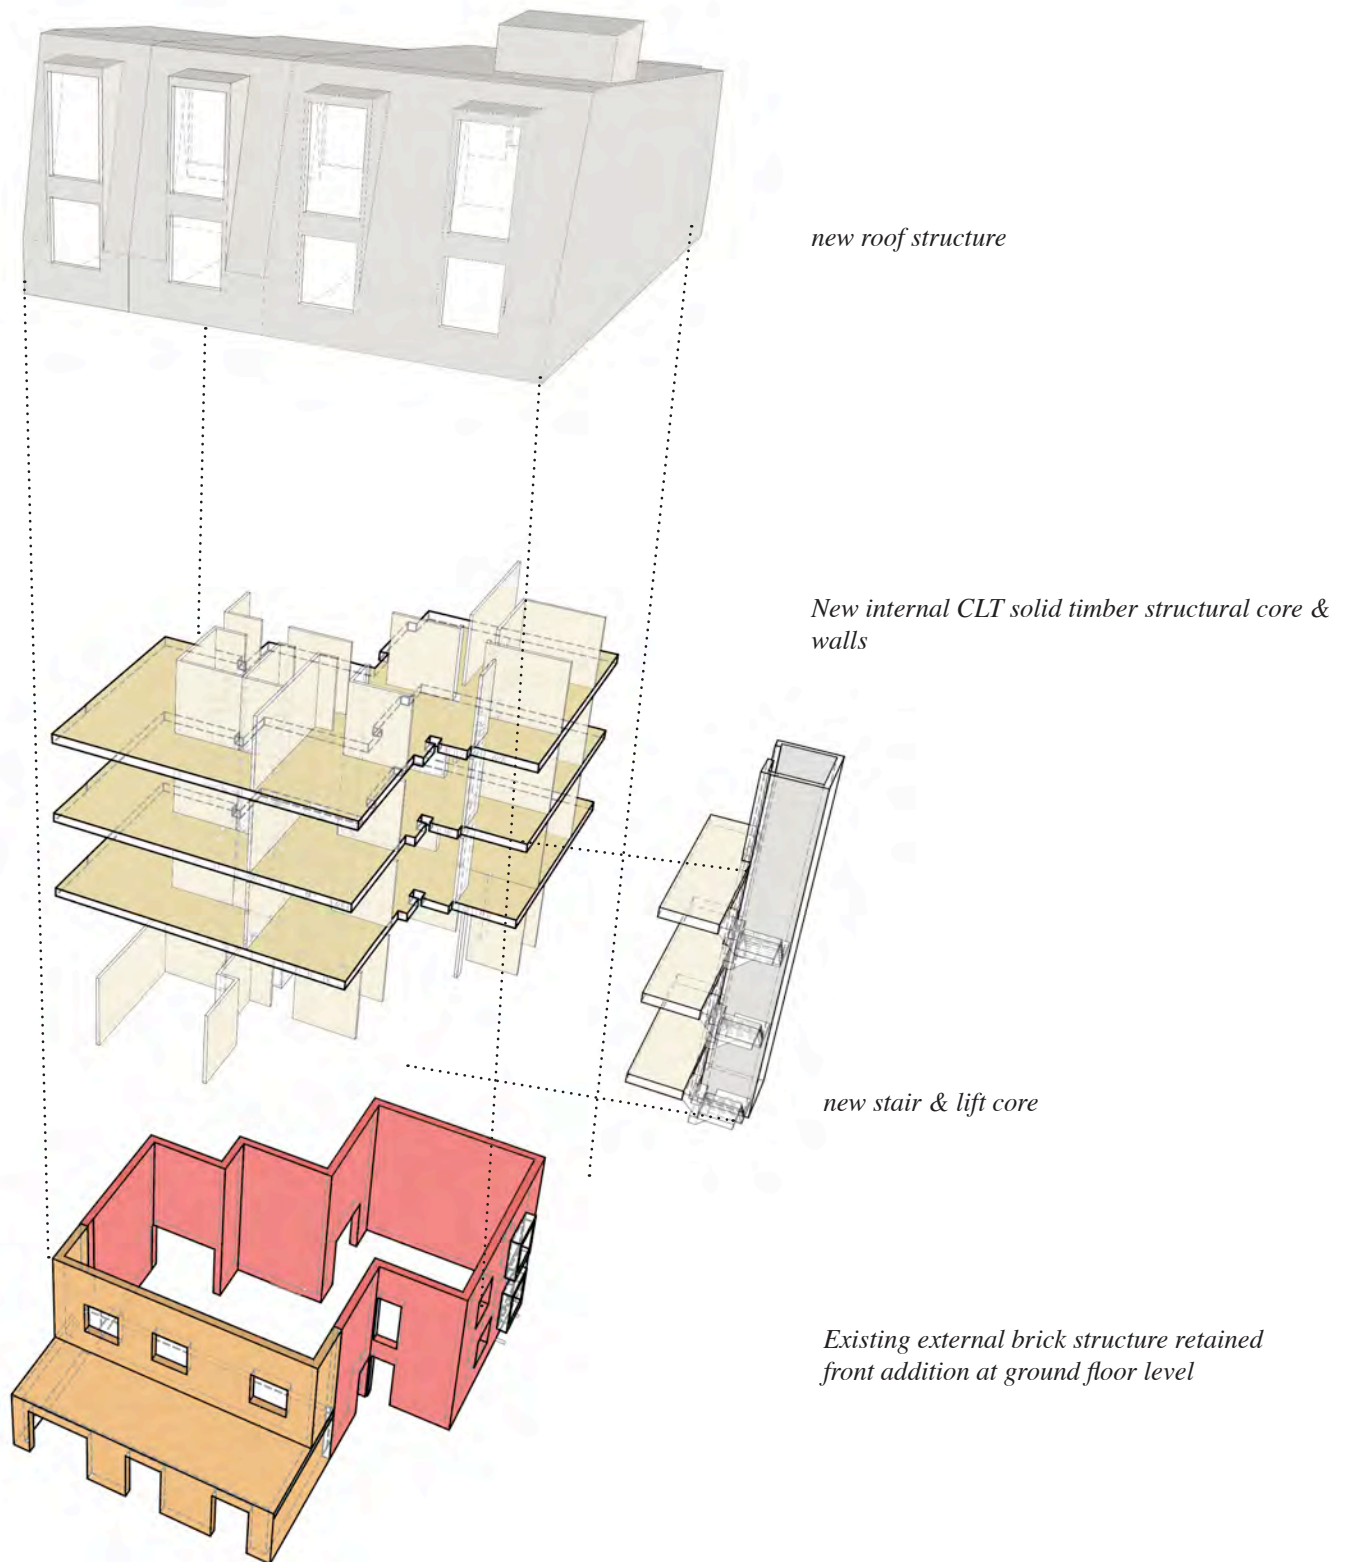 new roof structure
New internal CLT solid timber structural core &
walls
new stair & lift core
Existing external brick structure retained
front addition at ground floor level